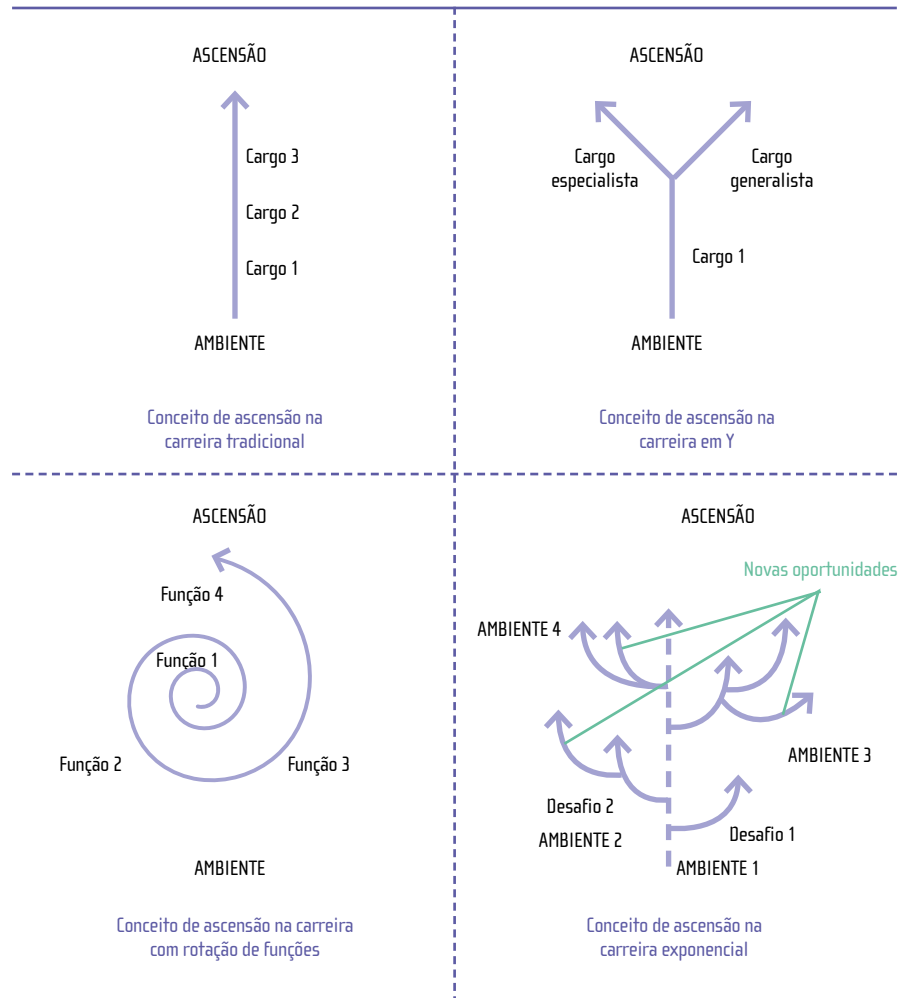 ASCENSÃO
Cargo 3
Cargo 2
Cargo 1
AMBIENTE
Conceito de ascensão na
carreira tradicional
ASCENSÃO
Cargo
especialista
Cargo
generalista
Cargo 1
AMBIENTE
Conceito de ascensão na
carreira em Y
ASCENSÃO
Função 4
Função 1
Função 2
Função 3
AMBIENTE
Conceito de ascensão na carreira
com rotação de funções
ASCENSÃO
Novas oportunidades
AMBIENTE 4
AMBIENTE 3
Desafio 2
AMBIENTE 2
Desafio 1
AMBIENTE 1
Conceito de ascensão na
carreira exponencial